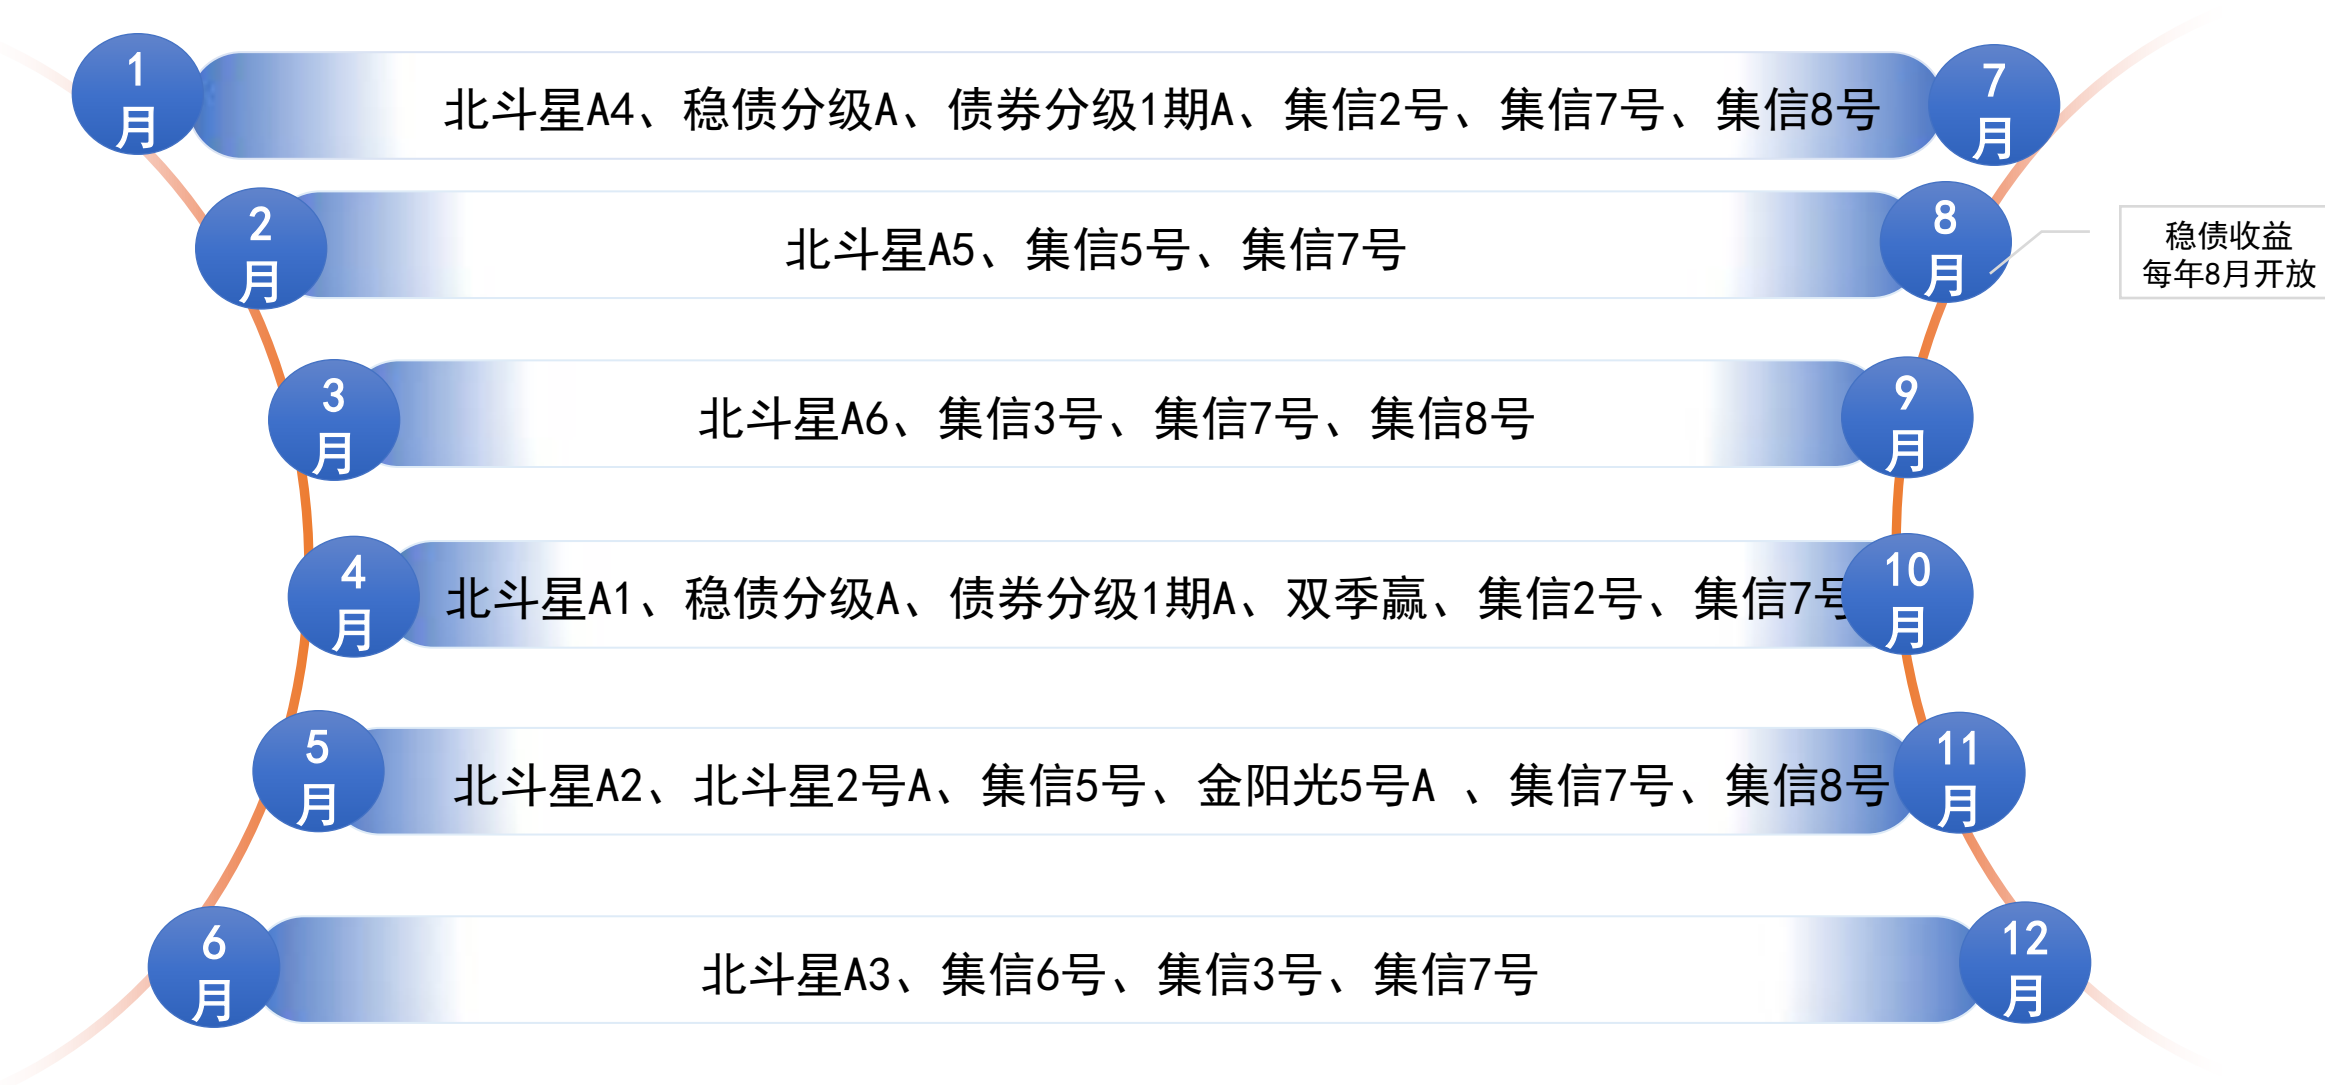 1
月
北斗星A4、稳债分级A、债券分级1期A、集信2号、集信7号、集信8号
7
月
2
月
北斗星A5、集信5号、集信7号
8
月
稳债收益
每年8月开放
3
月
北斗星A6、集信3号、集信7号、集信8号
9
月
4
月
北斗星A1、稳债分级A、债券分级1期A、双季赢、集信2号、集信7号
10
月
5
月
北斗星A2、北斗星2号A、集信5号、金阳光5号A 、集信7号、集信8号
11
月
6
月
北斗星A3、集信6号、集信3号、集信7号
12
月